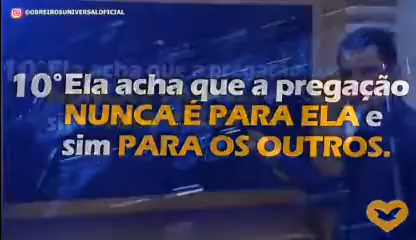 @OBREIROSUNIVERSALOFICIAL
10° Ela acha que a pregação
NUNCA É PARA ELA e
sim PARA OS OUTROS.